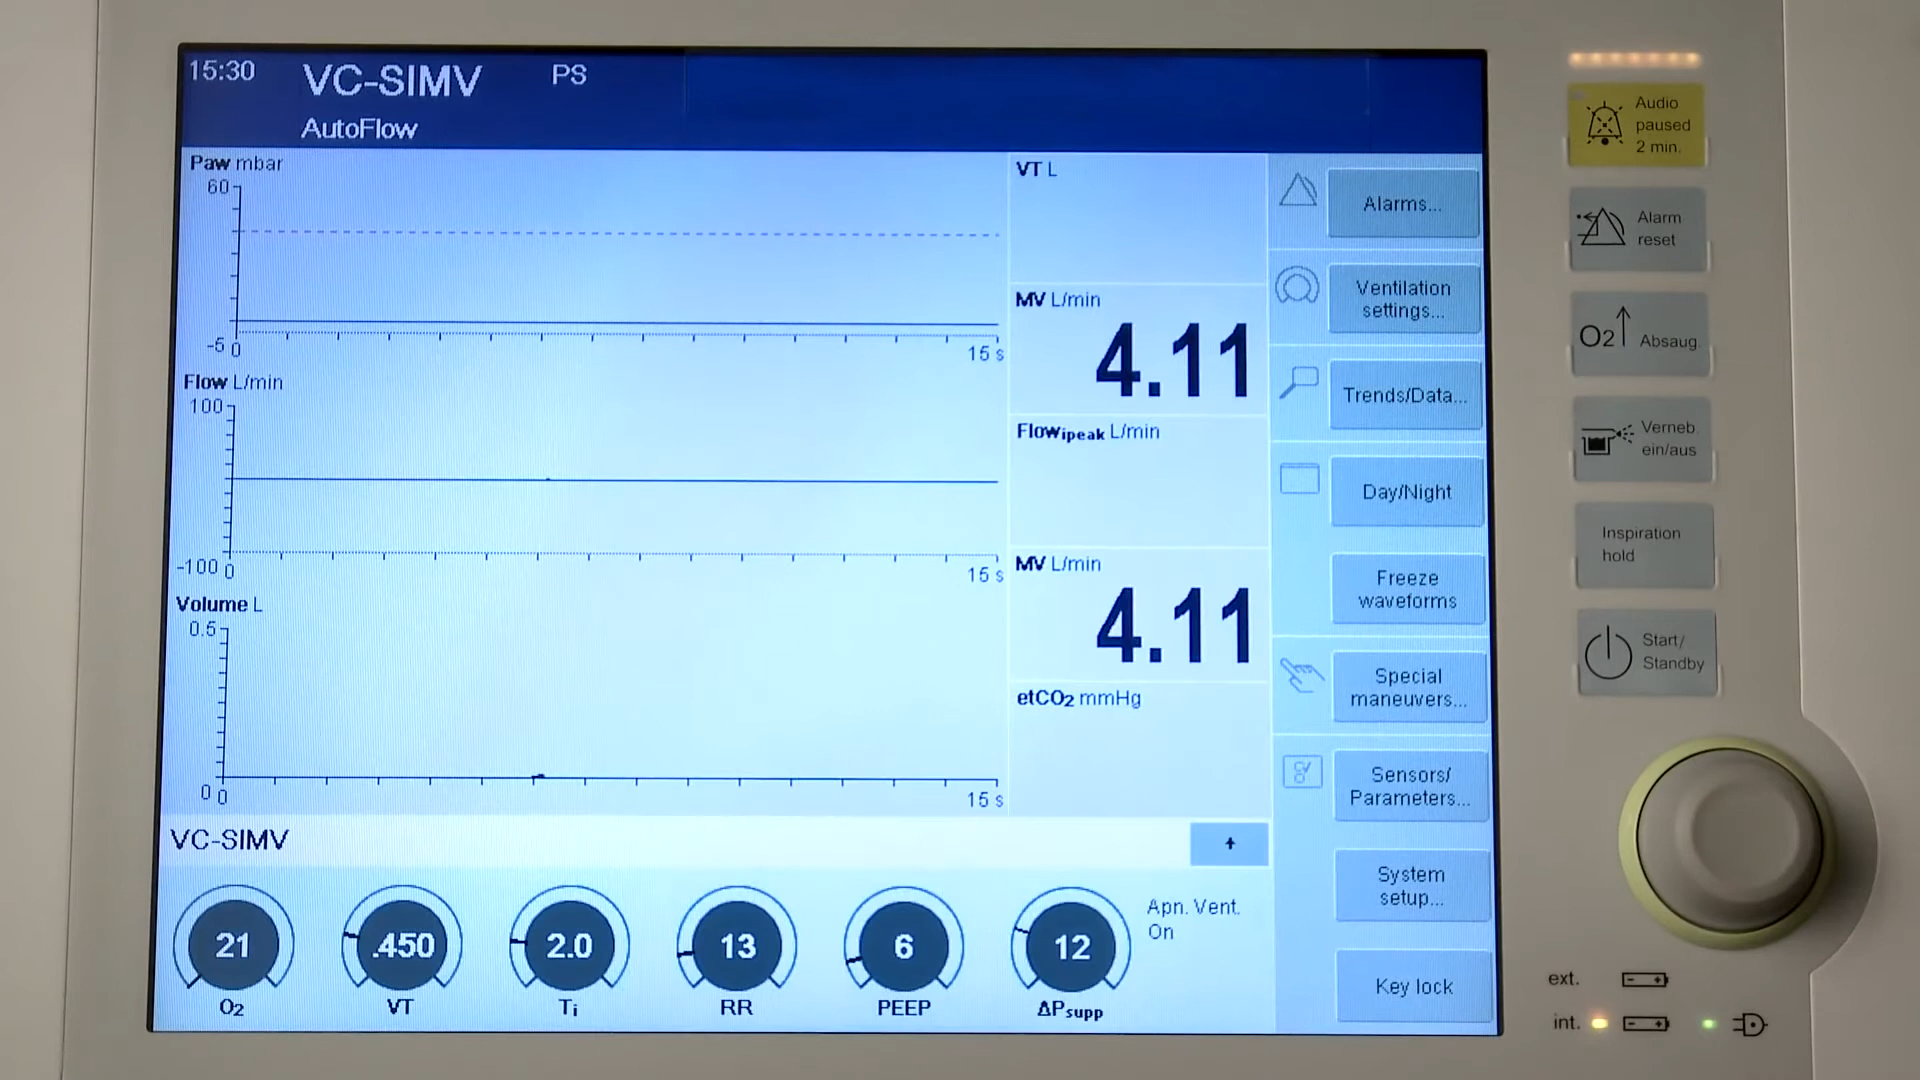 15:30
VC-SIMV
PS
AutoFlow
Paw mbar
60
-5
0
15 s
Flow L/min
100
-100
0
15 s
Volume L
0.5
0
0
15 s
VT L
MV L/min
4.11
Flowipeak L/min
MV L/min
4.11
etCO2 mmHg
Alarms...
Ventilation
settings...
Trends/Data...
Day/Night
Freeze
waveforms
Special
maneuvers...
Sensors/
Parameters...
System
setup...
Key lock
VC-SIMV
21
.450
2.0
13
6
12
O2
VT
Ti
RR
PEEP
ΔPsupp
Apn. Vent.
On
Audio
paused
2 min.
Alarm
reset
O2↑ Absaug.
Verneb.
ein/aus
Inspiration
hold
Start/
Standby
ext.
int.